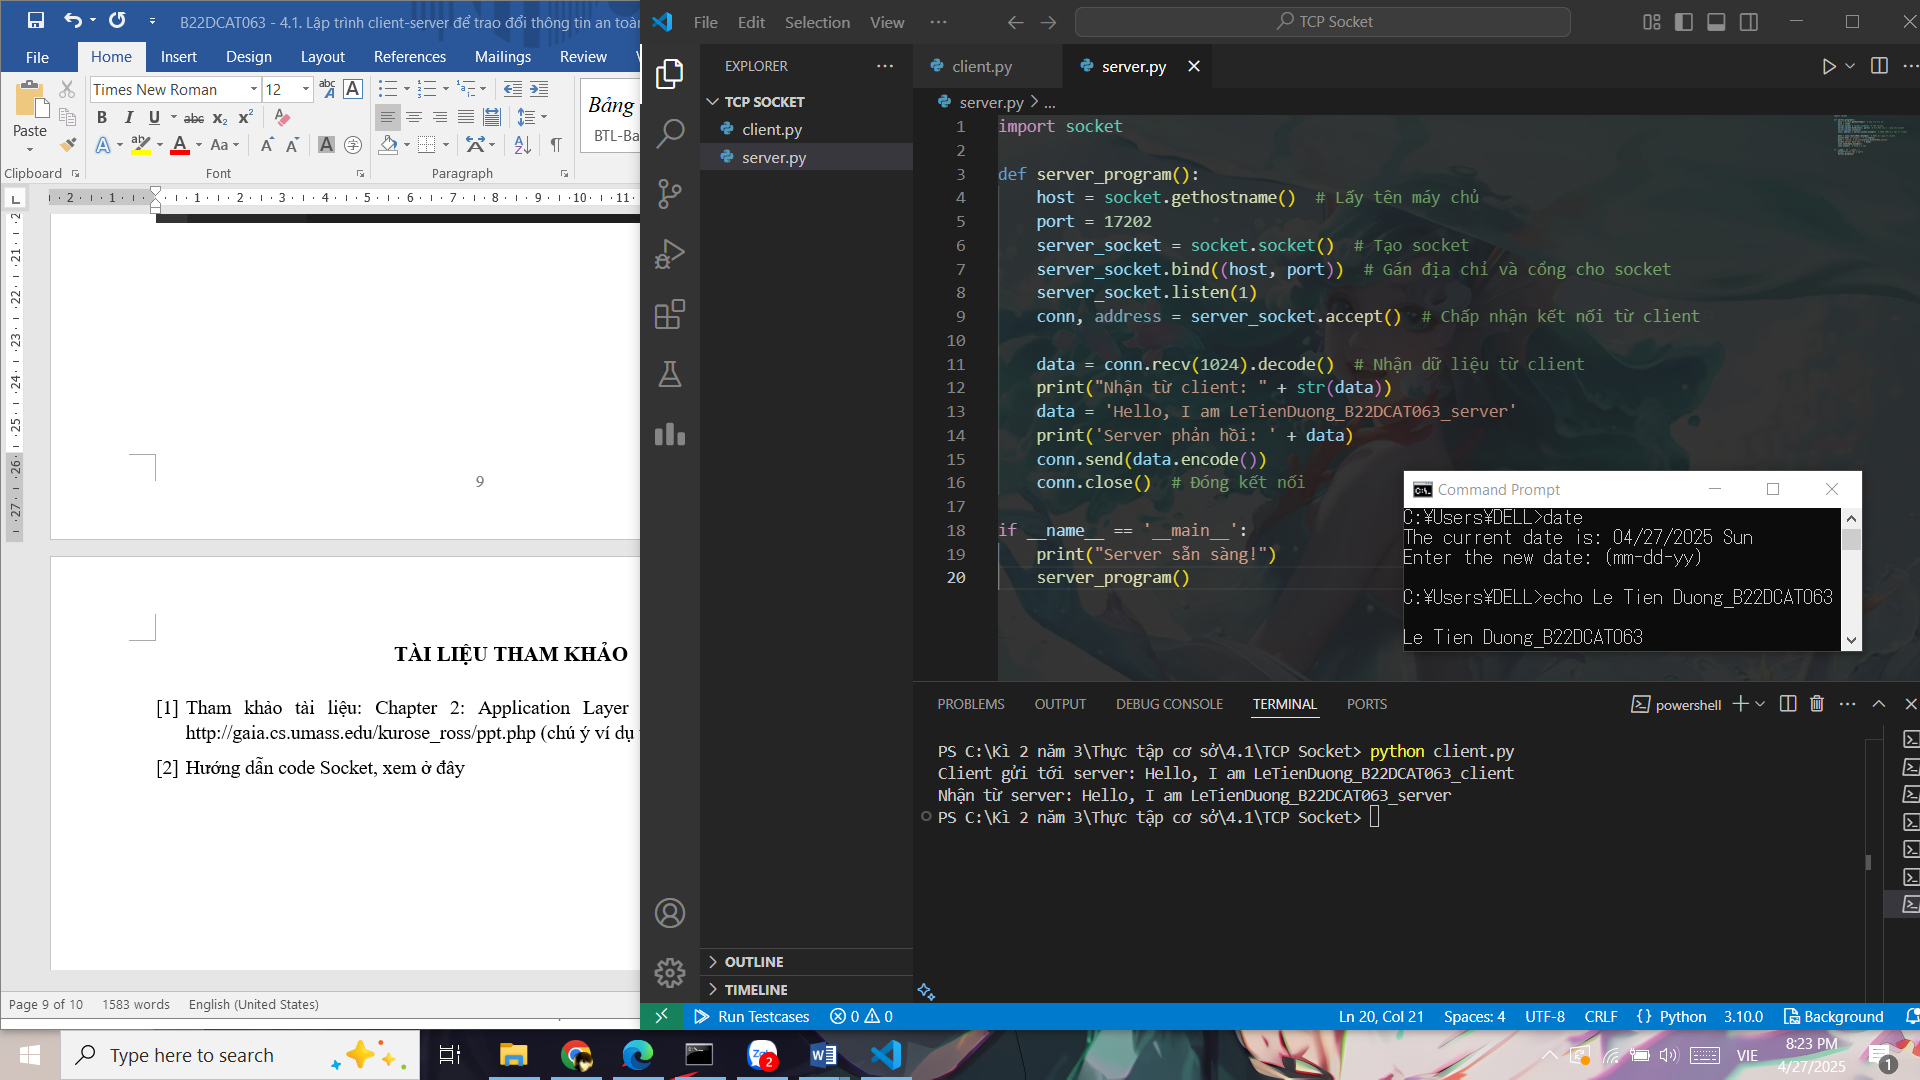 B22DCAT063 - 4.1. Lập trình client-server để trao đổi thông tin an toàn
File Home Insert Design Layout References Mailings Review
Paste
Times New Roman 12
Clipboard Font Paragraph
Bảng
BTL-Ba
9
TÀI LIỆU THAM KHẢO
[1] Tham khảo tài liệu: Chapter 2: Application Layer
http://gaia.cs.umass.edu/kurose_ross/ppt.php (chú ý ví dụ
[2] Hướng dẫn code Socket, xem ở đây
Page 9 of 10 1583 words English (United States)
File Edit Selection View ··· TCP Socket
EXPLORER
TCP SOCKET
client.py
server.py
OUTLINE
TIMELINE
client.py server.py
server.py > ...
1 import socket
2
3 def server_program():
4 host = socket.gethostname() # Lấy tên máy chủ
5 port = 17202
6 server_socket = socket.socket() # Tạo socket
7 server_socket.bind((host, port)) # Gán địa chỉ và cổng cho socket
8 server_socket.listen(1)
9 conn, address = server_socket.accept() # Chấp nhận kết nối từ client
10
11 data = conn.recv(1024).decode() # Nhận dữ liệu từ client
12 print("Nhận từ client: " + str(data))
13 data = 'Hello, I am LeTienDuong_B22DCAT063_server'
14 print('Server phản hồi: ' + data)
15 conn.send(data.encode())
16 conn.close() # Đóng kết nối
17
18 if __name__ == '__main__':
19 print("Server sẵn sàng!")
20 server_program()
Command Prompt
C:¥Users¥DELL>date
The current date is: 04/27/2025 Sun
Enter the new date: (mm-dd-yy)
C:¥Users¥DELL>echo Le Tien Duong_B22DCAT063
Le Tien Duong_B22DCAT063
PROBLEMS OUTPUT DEBUG CONSOLE TERMINAL PORTS
powershell
PS C:\Kì 2 năm 3\Thực tập cơ sở\4.1\TCP Socket> python client.py
Client gửi tới server: Hello, I am LeTienDuong_B22DCAT063_client
Nhận từ server: Hello, I am LeTienDuong_B22DCAT063_server
PS C:\Kì 2 năm 3\Thực tập cơ sở\4.1\TCP Socket>
Run Testcases 0 0 Ln 20, Col 21 Spaces: 4 UTF-8 CRLF {} Python 3.10.0 Background
Type here to search
VIE
8:23 PM
4/27/2025
1